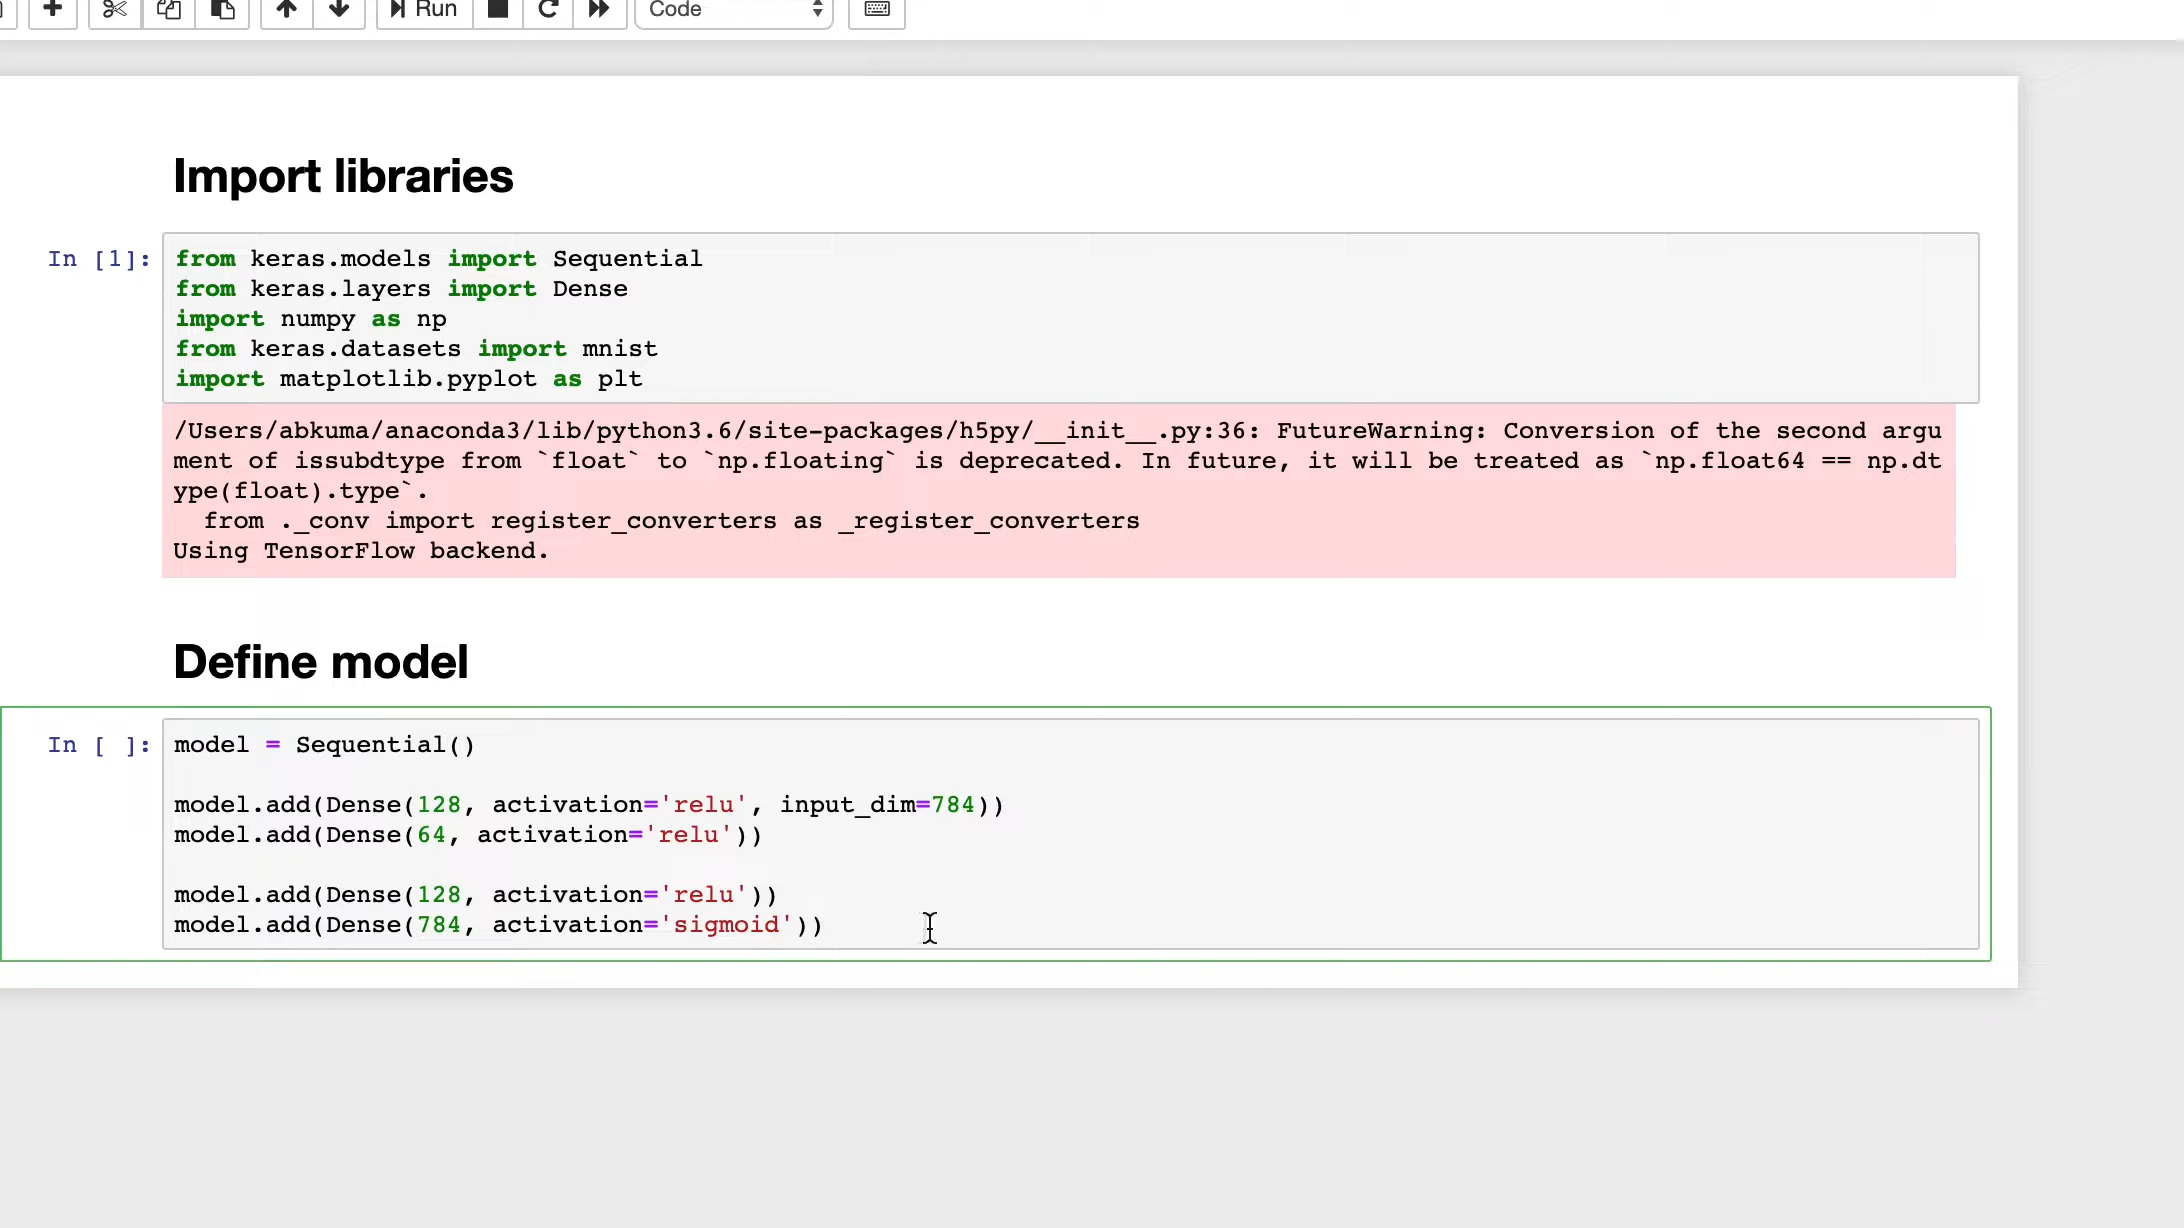 Run Code
Import libraries
In [1]: from keras.models import Sequential
from keras.layers import Dense
import numpy as np
from keras.datasets import mnist
import matplotlib.pyplot as plt
/Users/abkuma/anaconda3/lib/python3.6/site-packages/h5py/__init__.py:36: FutureWarning: Conversion of the second argu
ment of issubdtype from `float` to `np.floating` is deprecated. In future, it will be treated as `np.float64 == np.dt
ype(float).type`.
  from ._conv import register_converters as _register_converters
Using TensorFlow backend.
Define model
In [ ]: model = Sequential()
model.add(Dense(128, activation='relu', input_dim=784))
model.add(Dense(64, activation='relu'))
model.add(Dense(128, activation='relu'))
model.add(Dense(784, activation='sigmoid'))